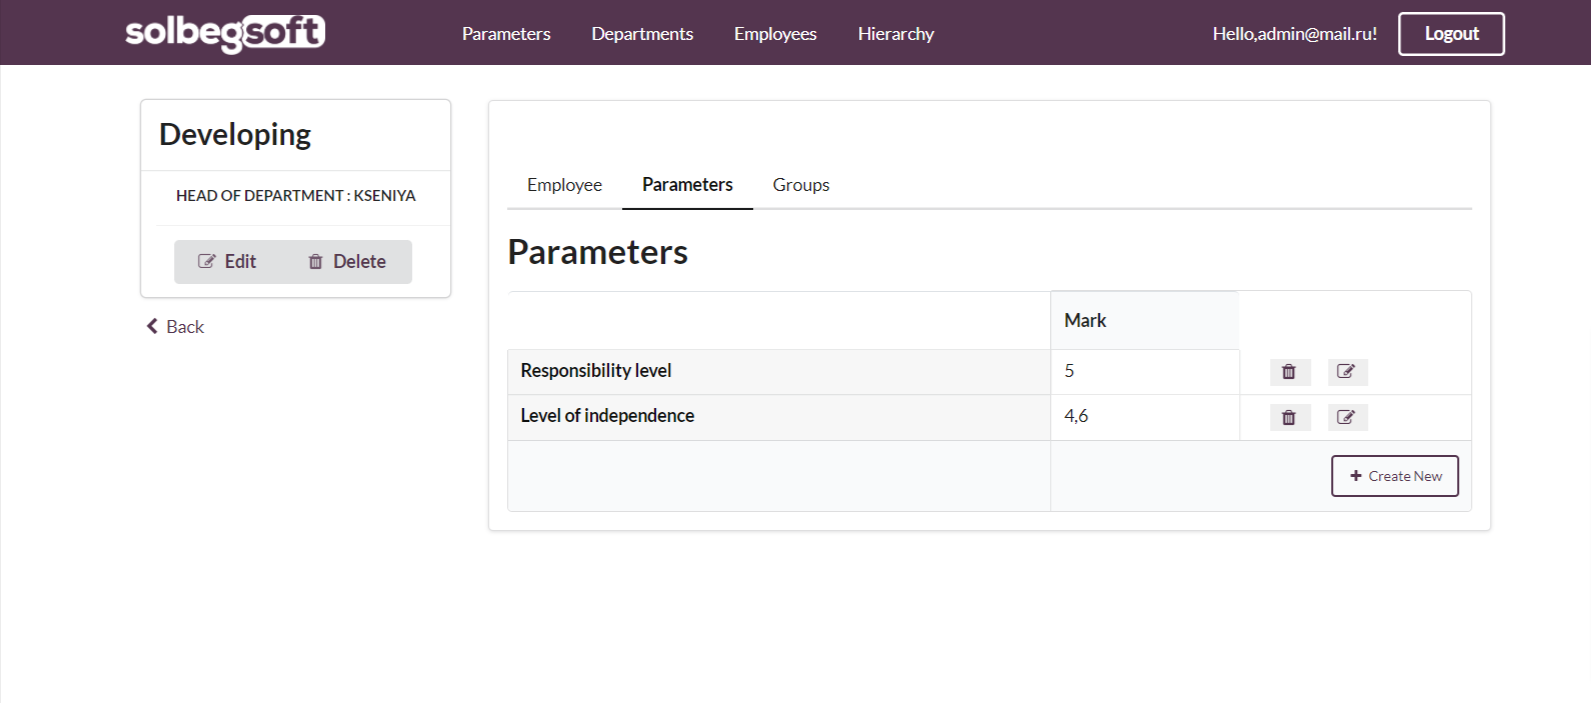 solbegsoft
Parameters Departments Employees Hierarchy Hello,admin@mail.ru! Logout
Developing
HEAD OF DEPARTMENT : KSENIYA
Edit Delete
Back
Employee Parameters Groups
Parameters
Mark
Responsibility level 5
Level of independence 4,6
+ Create New